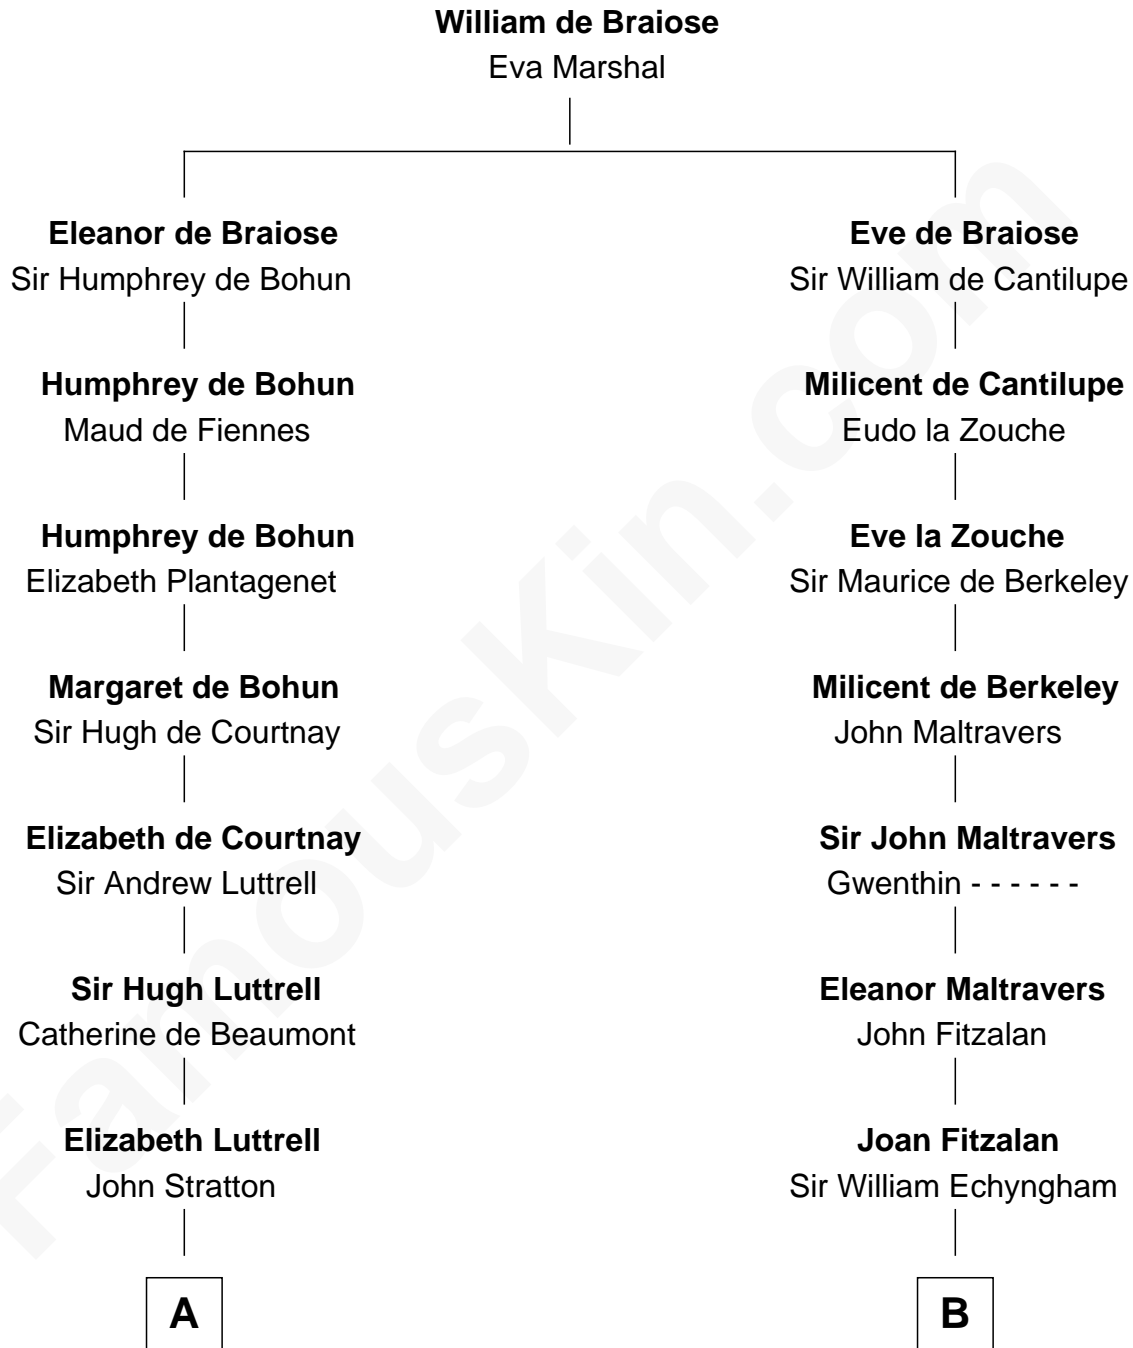 William de Braiose
Eva Marshal
Eleanor de Braiose
Sir Humphrey de Bohun
Eve de Braiose
Sir William de Cantilupe
Humphrey de Bohun
Maud de Fiennes
Milicent de Cantilupe
Eudo la Zouche
Humphrey de Bohun
Elizabeth Plantagenet
Eve la Zouche
Sir Maurice de Berkeley
Margaret de Bohun
Sir Hugh de Courtnay
Milicent de Berkeley
John Maltravers
Elizabeth de Courtnay
Sir Andrew Luttrell
Sir John Maltravers
Gwenthin - - - - - -
Sir Hugh Luttrell
Catherine de Beaumont
Eleanor Maltravers
John Fitzalan
Elizabeth Luttrell
John Stratton
Joan Fitzalan
Sir William Echyngham
A
B
FamousKin.com